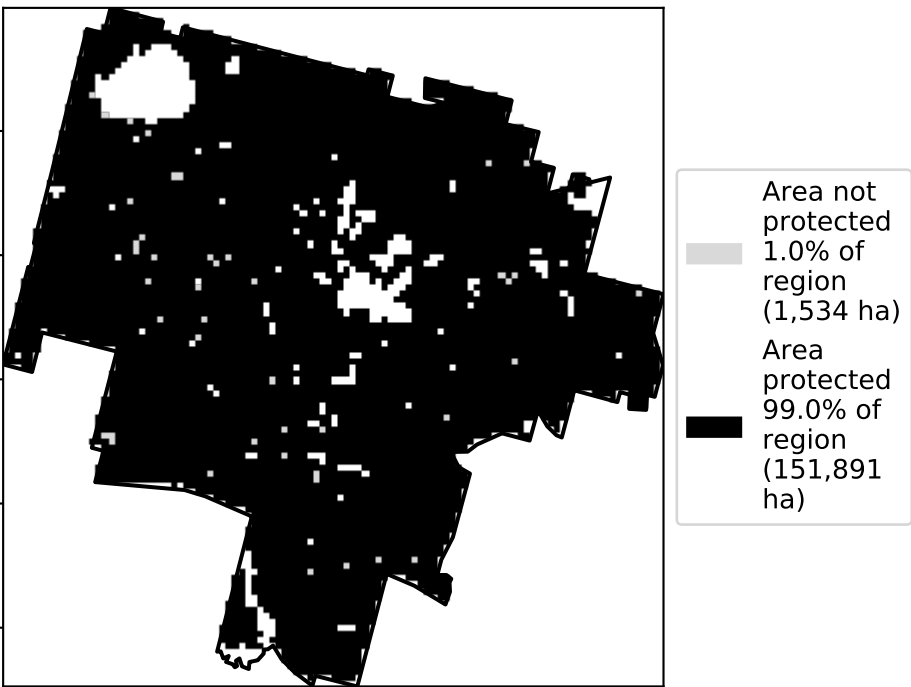 Area not
protected
1.0% of
region
(1,534 ha)
Area
protected
99.0% of
region
(151,891
ha)